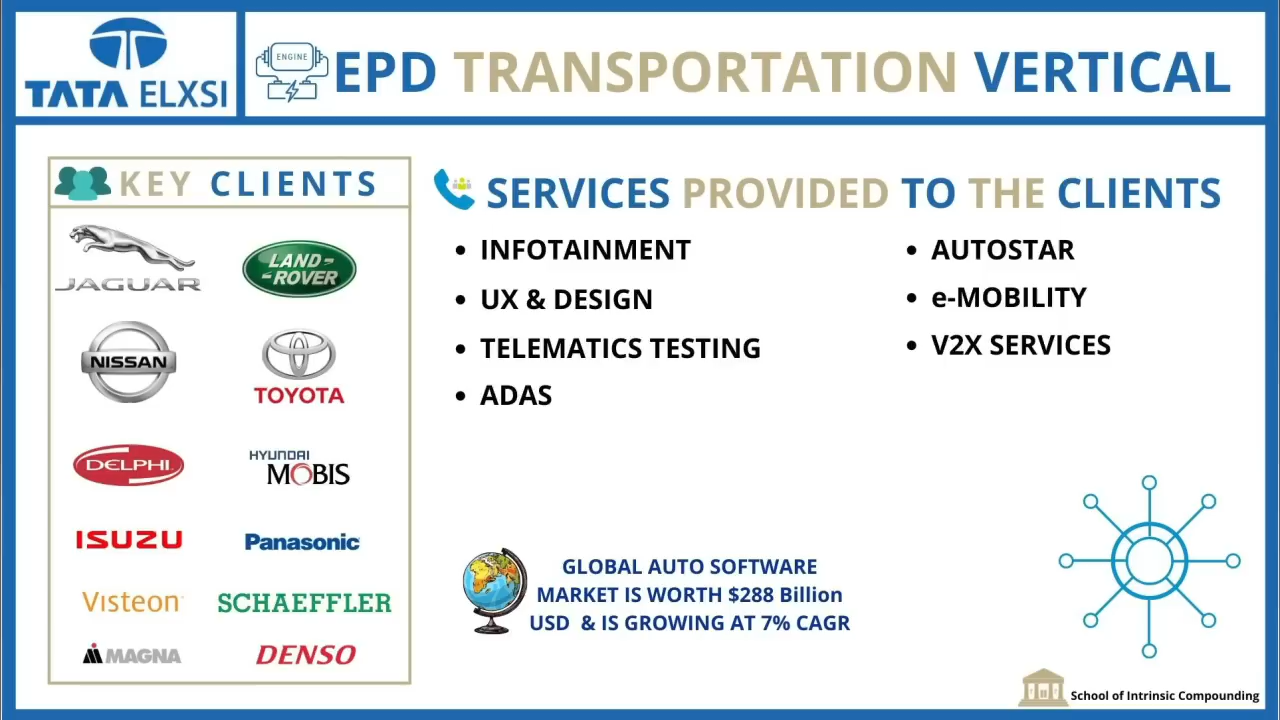 TATA ELXSI
ENGINE
EPD TRANSPORTATION VERTICAL
KEY CLIENTS
JAGUAR
LAND-
-ROVER
NISSAN
TOYOTA
DELPHI
HYUNDAI
MOBIS
ISUZU
Panasonic
Visteon
SCHAEFFLER
MAGNA
DENSO
SERVICES PROVIDED TO THE CLIENTS
• INFOTAINMENT
• UX & DESIGN
• TELEMATICS TESTING
• ADAS
• AUTOSTAR
• e-MOBILITY
• V2X SERVICES
GLOBAL AUTO SOFTWARE
MARKET IS WORTH $288 Billion
USD & IS GROWING AT 7% CAGR
School of Intrinsic Compounding